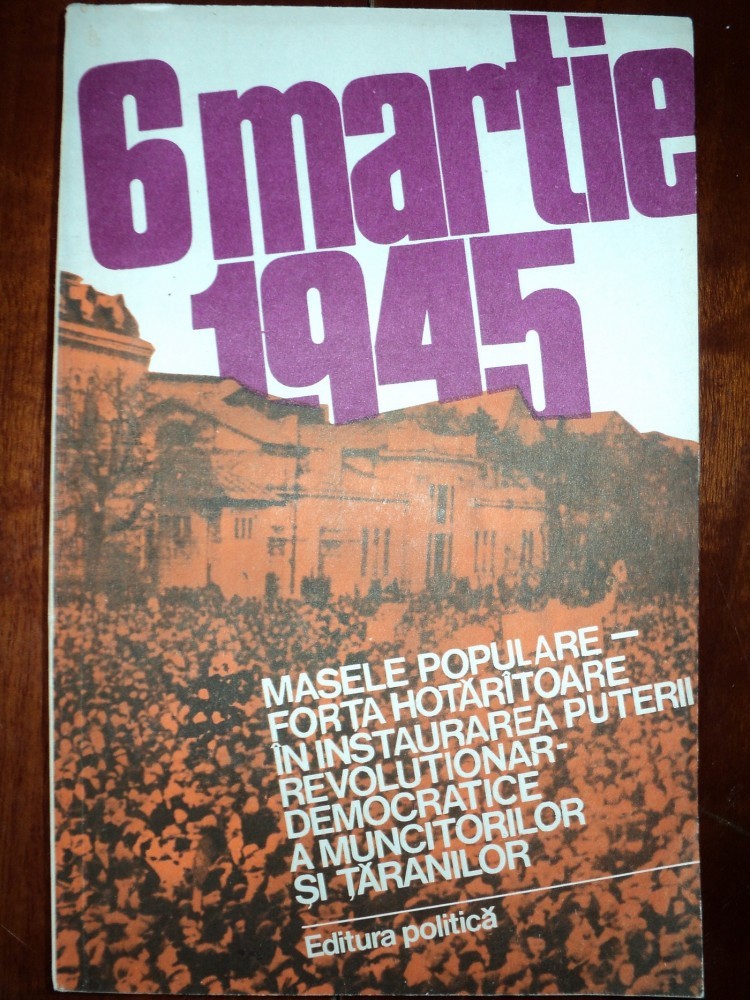 6 martie
1945
MASELE POPULARE –
FORȚA HOTĂRÎTOARE
ÎN INSTAURAREA PUTERII
REVOLUȚIONAR-
DEMOCRATICE
A MUNCITORILOR
ȘI ȚĂRANILOR
Editura politică